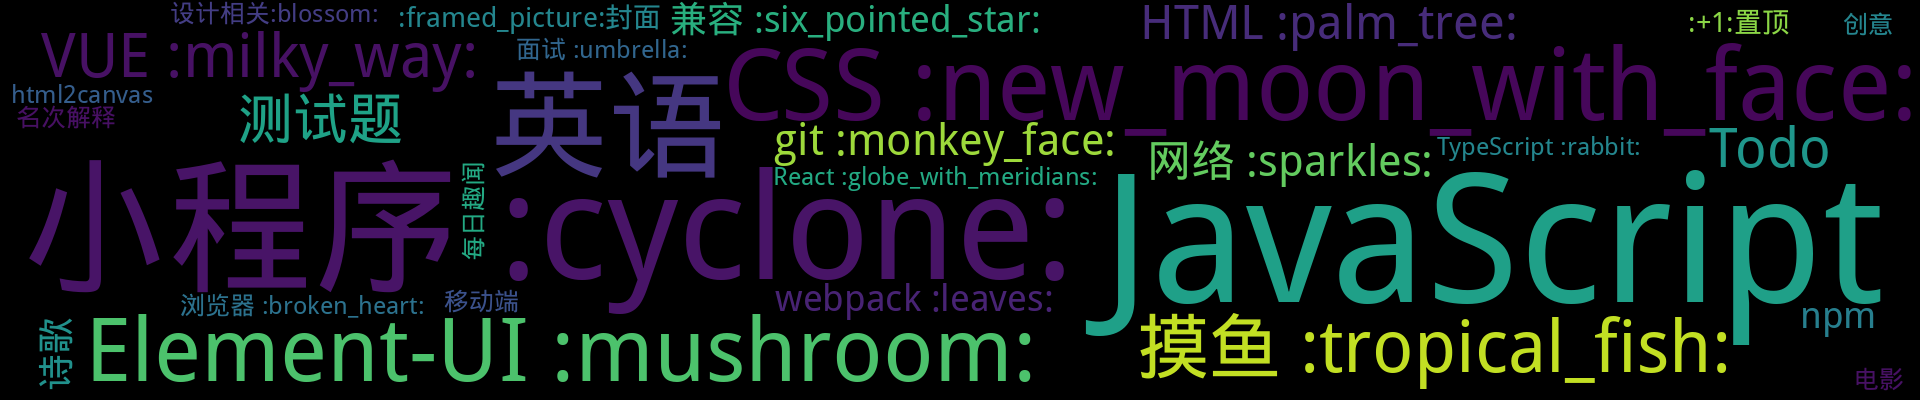 设计相关:blossom:
:framed_picture:封面
兼容 :six_pointed_star:
HTML :palm_tree:
:+1:置顶
创意
VUE :milky_way:
面试 :umbrella:
CSS :new_moon_with_face:
html2canvas
名次解释
测试题
英语
git :monkey_face:
网络 :sparkles:
TypeScript :rabbit:
Todo
React :globe_with_meridians:
小程序 :cyclone:
每日趣闻
JavaScript
浏览器 :broken_heart:
移动端
webpack :leaves:
npm
诗歌
Element-UI :mushroom:
摸鱼 :tropical_fish:
电影